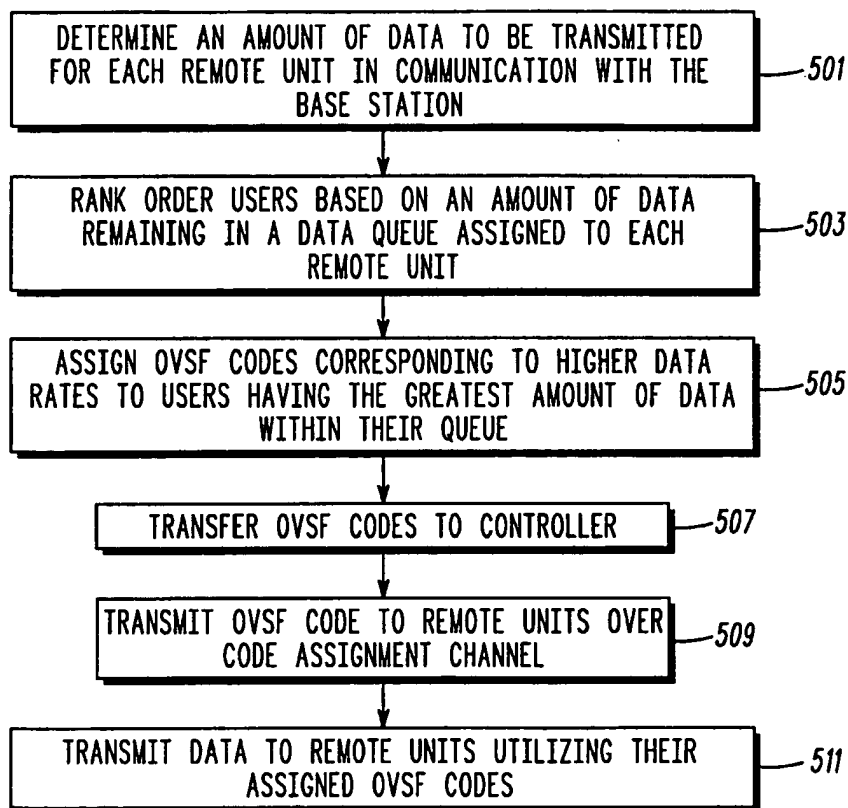 DETERMINE AN AMOUNT OF DATA TO BE TRANSMITTED
FOR EACH REMOTE UNIT IN COMMUNICATION WITH THE
BASE STATION
501
RANK ORDER USERS BASED ON AN AMOUNT OF DATA
REMAINING IN A DATA QUEUE ASSIGNED TO EACH
REMOTE UNIT
503
ASSIGN OVSF CODES CORRESPONDING TO HIGHER DATA
RATES TO USERS HAVING THE GREATEST AMOUNT OF DATA
WITHIN THEIR QUEUE
505
TRANSFER OVSF CODES TO CONTROLLER
507
TRANSMIT OVSF CODE TO REMOTE UNITS OVER
CODE ASSIGNMENT CHANNEL
509
TRANSMIT DATA TO REMOTE UNITS UTILIZING THEIR
ASSIGNED OVSF CODES
511